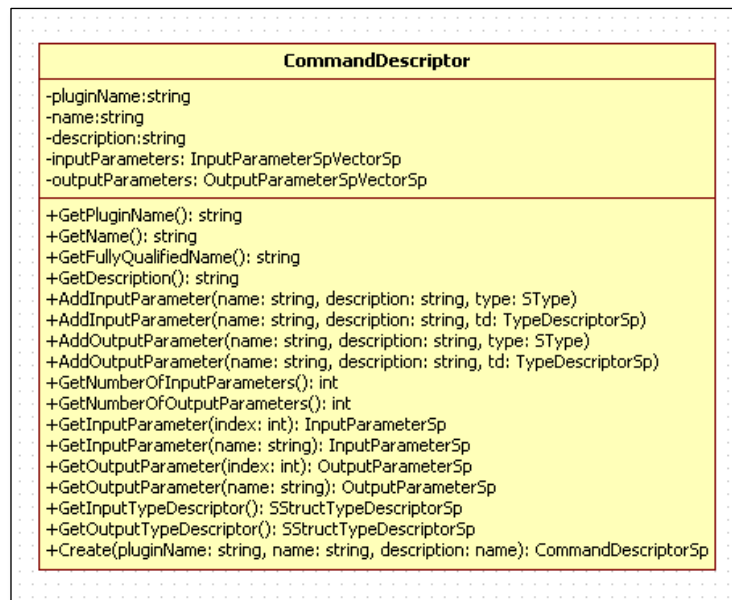 CommandDescriptor
-pluginName:string
-name:string
-description:string
-inputParameters: InputParameterSpVectorSp
-outputParameters: OutputParameterSpVectorSp
+GetPluginName(): string
+GetName(): string
+GetFullyQualifiedName(): string
+GetDescription(): string
+AddInputParameter(name: string, description: string, type: SType)
+AddInputParameter(name: string, description: string, td: TypeDescriptorSp)
+AddOutputParameter(name: string, description: string, type: SType)
+AddOutputParameter(name: string, description: string, td: TypeDescriptorSp)
+GetNumberOfInputParameters(): int
+GetNumberOfOutputParameters(): int
+GetInputParameter(index: int): InputParameterSp
+GetInputParameter(name: string): InputParameterSp
+GetOutputParameter(index: int): OutputParameterSp
+GetOutputParameter(name: string): OutputParameterSp
+GetInputTypeDescriptor(): SStructTypeDescriptorSp
+GetOutputTypeDescriptor(): SStructTypeDescriptorSp
+Create(pluginName: string, name: string, description: name): CommandDescriptorSp